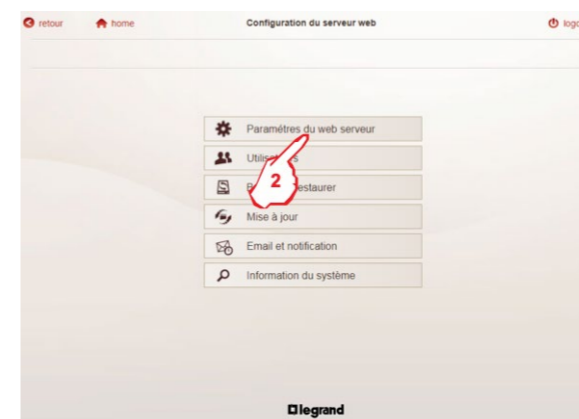 retour home Configuration du serveur web
Paramétres du web serveur
2
Mise à jour
Email et notification
Information du système
legrand